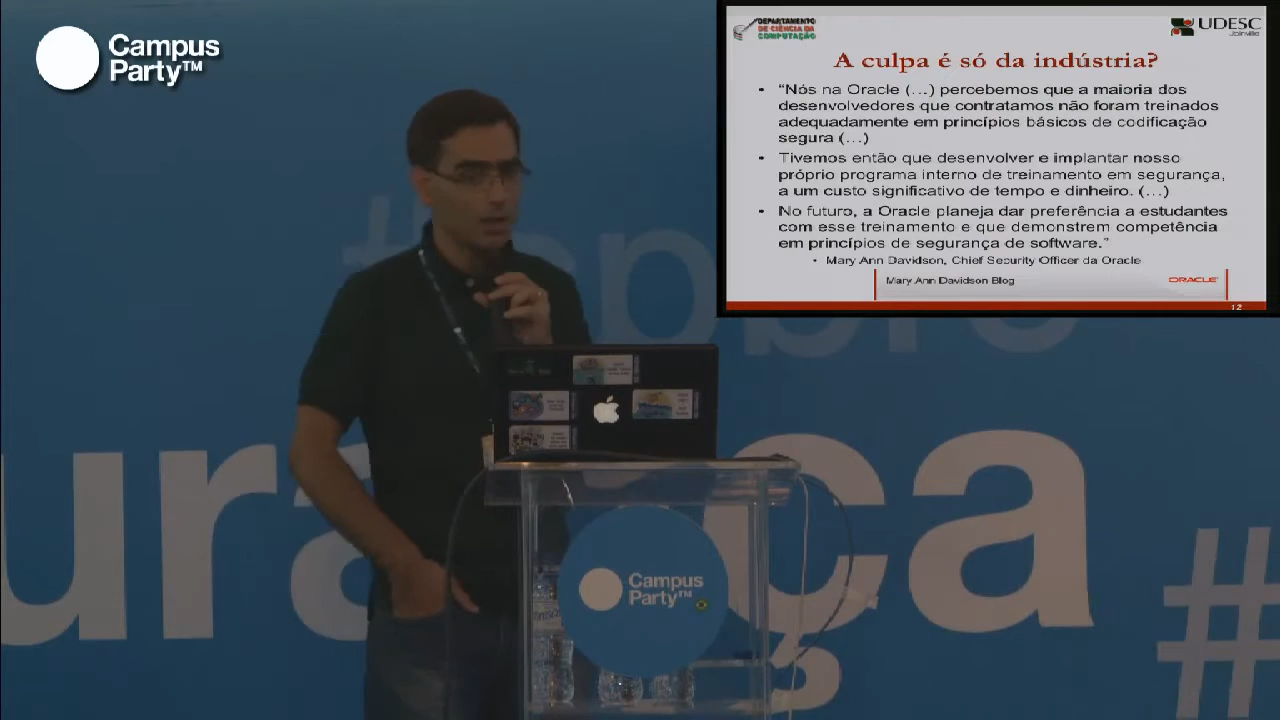 Campus
Party™
DEPARTAMENTO
DE CIÊNCIA DA
COMPUTAÇÃO
UDESC
Joinville
A culpa é só da indústria?
• “Nós na Oracle (...) percebemos que a maioria dos
desenvolvedores que contratamos não foram treinados
adequadamente em princípios básicos de codificação
segura (...)
• Tivemos então que desenvolver e implantar nosso
próprio programa interno de treinamento em segurança,
a um custo significativo de tempo e dinheiro. (...)
• No futuro, a Oracle planeja dar preferência a estudantes
com esse treinamento e que demonstrem competência
em princípios de segurança de software.”
• Mary Ann Davidson, Chief Security Officer da Oracle
Mary Ann Davidson Blog
ORACLE
12
Campus
Party™